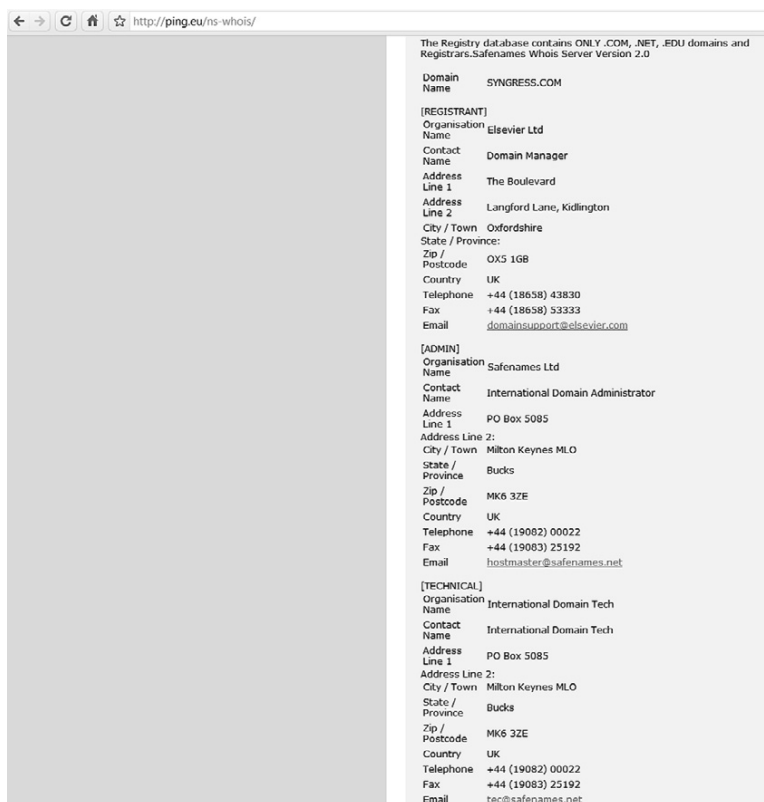 http://ping.eu/ns-whois/
The Registry database contains ONLY .COM, .NET, .EDU domains and
Registrars.Safenames Whois Server Version 2.0
Domain
Name SYNGRESS.COM
[REGISTRANT]
Organisation
Name Elsevier Ltd
Contact
Name Domain Manager
Address
Line 1 The Boulevard
Address
Line 2 Langford Lane, Kidlington
City / Town Oxfordshire
State / Province:
Zip /
Postcode OX5 1GB
Country UK
Telephone +44 (18658) 43830
Fax +44 (18658) 53333
Email domainsupport@elsevier.com
[ADMIN]
Organisation
Name Safenames Ltd
Contact
Name International Domain Administrator
Address
Line 1 PO Box 5085
Address Line 2:
City / Town Milton Keynes MLO
State /
Province Bucks
Zip /
Postcode MK6 3ZE
Country UK
Telephone +44 (19082) 00022
Fax +44 (19083) 25192
Email hostmaster@safenames.net
[TECHNICAL]
Organisation
Name International Domain Tech
Contact
Name International Domain Tech
Address
Line 1 PO Box 5085
Address Line 2:
City / Town Milton Keynes MLO
State /
Province Bucks
Zip /
Postcode MK6 3ZE
Country UK
Telephone +44 (19082) 00022
Fax +44 (19083) 25192
Email tec@safenames.net